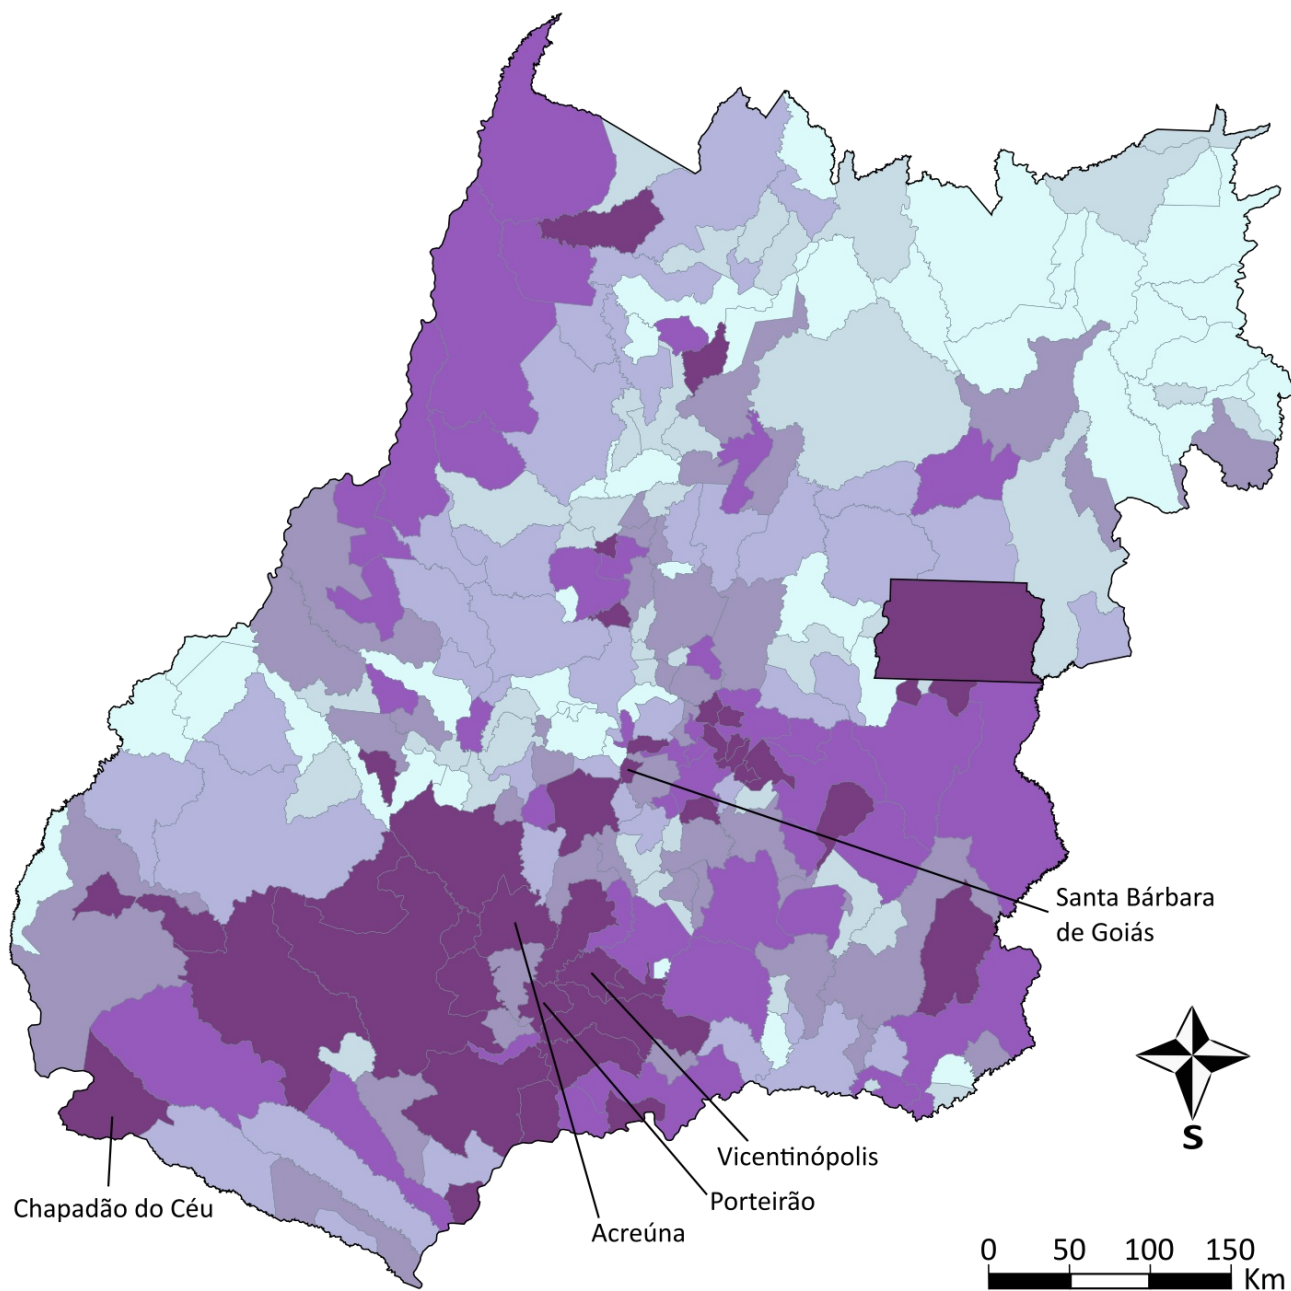 Santa Bárbara
de Goiás
S
Vicentinópolis
Chapadão do Céu
Porteirão
Acreúna
0 50 100 150
Km